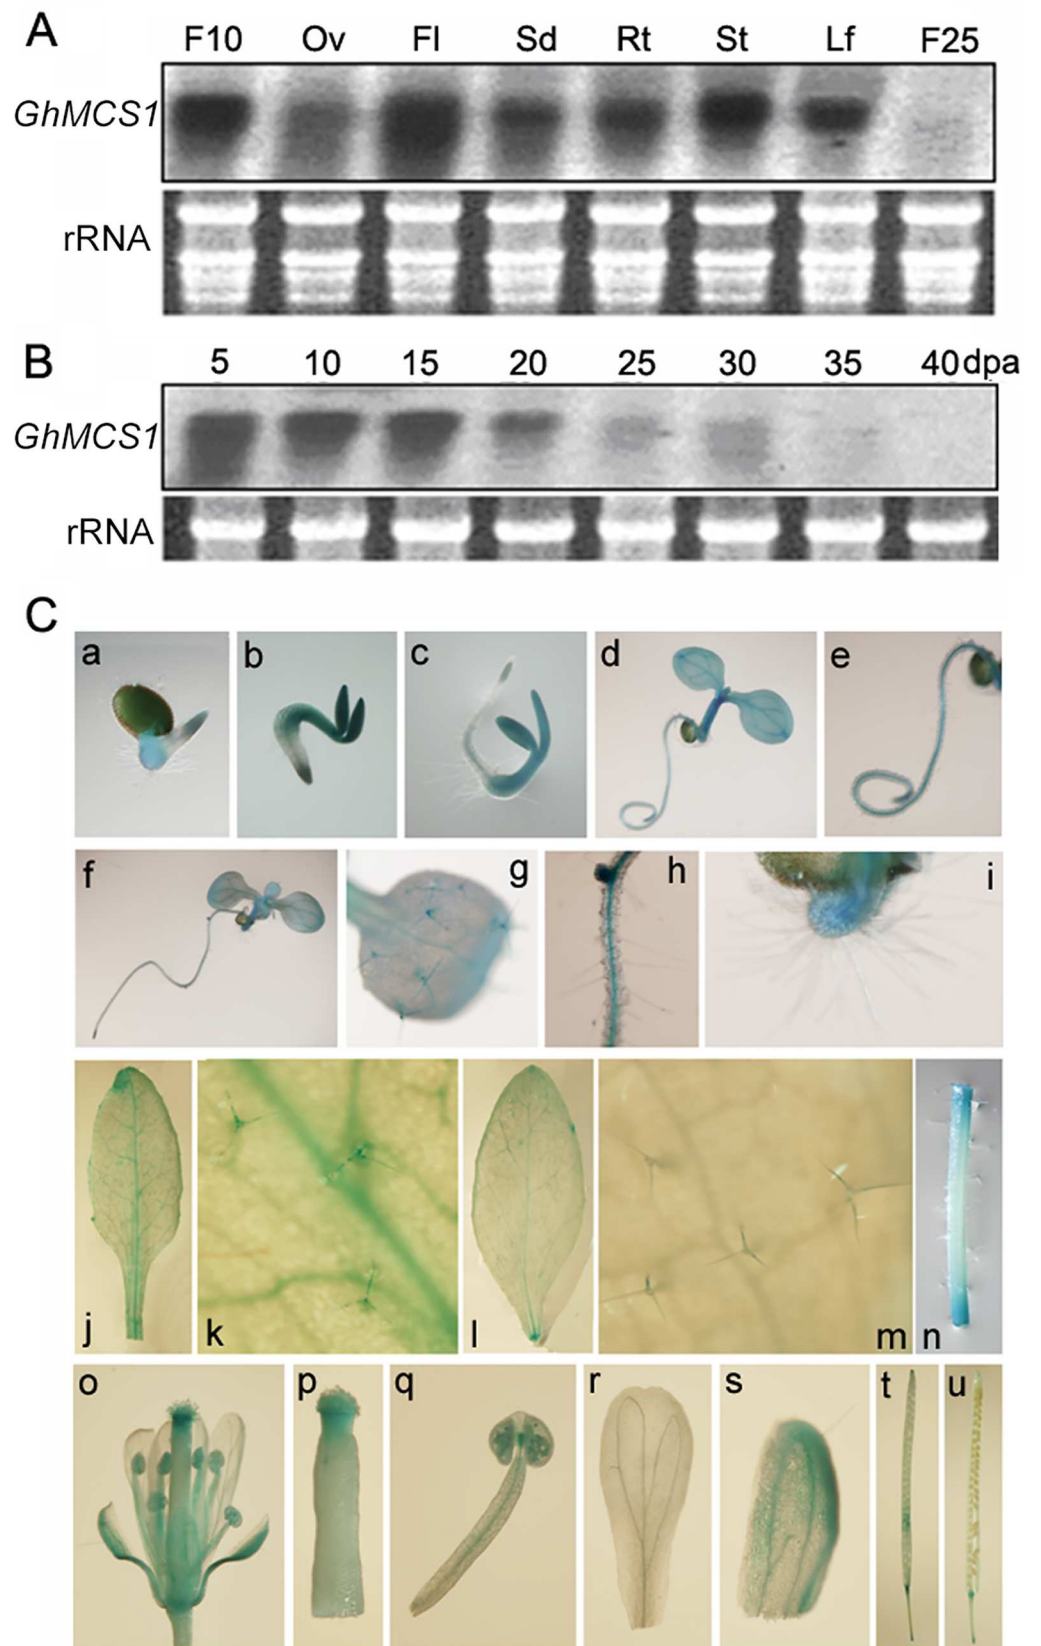 A
F10 Ov Fl Sd Rt St Lf F25
GhMCS1
rRNA
B
5 10 15 20 25 30 35 40dpa
GhMCS1
rRNA
C
a b c d e
f g h i
j k l m n
o p q r s t u